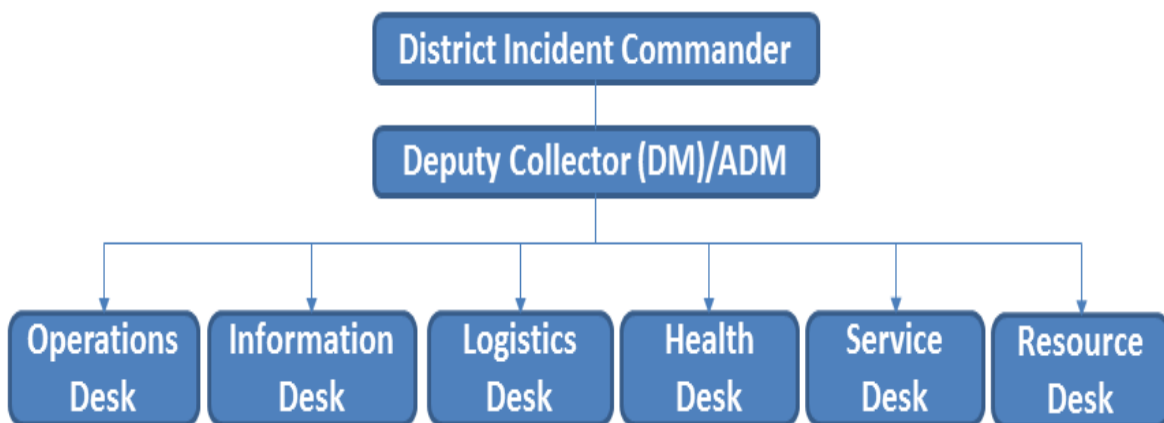 District Incident Commander
Deputy Collector (DM)/ADM
Operations
Desk
Information
Desk
Logistics
Desk
Health
Desk
Service
Desk
Resource
Desk